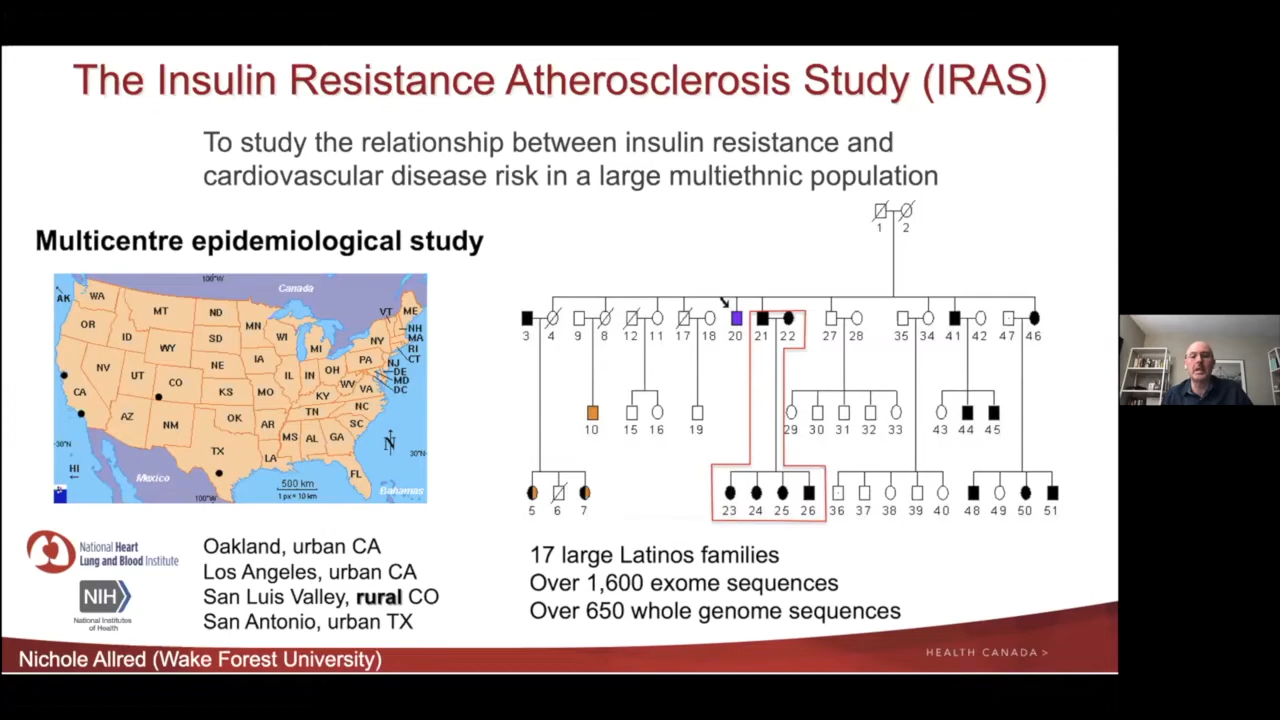 The Insulin Resistance Atherosclerosis Study (IRAS)
To study the relationship between insulin resistance and
cardiovascular disease risk in a large multiethnic population
Multicentre epidemiological study
100°W
Canada
AK WA MT ND MN VT ME
OR ID WY SD WI MI NY NH
MA
RI
CT
NV UT CO NE IA IL IN OH PA NJ
DE
MD
DC
CA KS MO KY WV VA
AZ NM OK AR TN NC
MS AL GA SC
TX LA FL
30°N
N
30°N
HI
Mexico
500 km
1 px = 10 km
100°W
Bahamas
1 2
3 4 9 8 12 11 17 18 20 21 22 27 28 35 34 41 42 47 46
10 15 16 19 29 30 31 32 33 43 44 45
5 6 7 23 24 25 26 36 37 38 39 40 48 49 50 51
National Heart
Lung and Blood Institute
NIH
National Institutes
of Health
Oakland, urban CA
Los Angeles, urban CA
San Luis Valley, rural CO
San Antonio, urban TX
17 large Latinos families
Over 1,600 exome sequences
Over 650 whole genome sequences
Nichole Allred (Wake Forest University)
HEALTH CANADA >